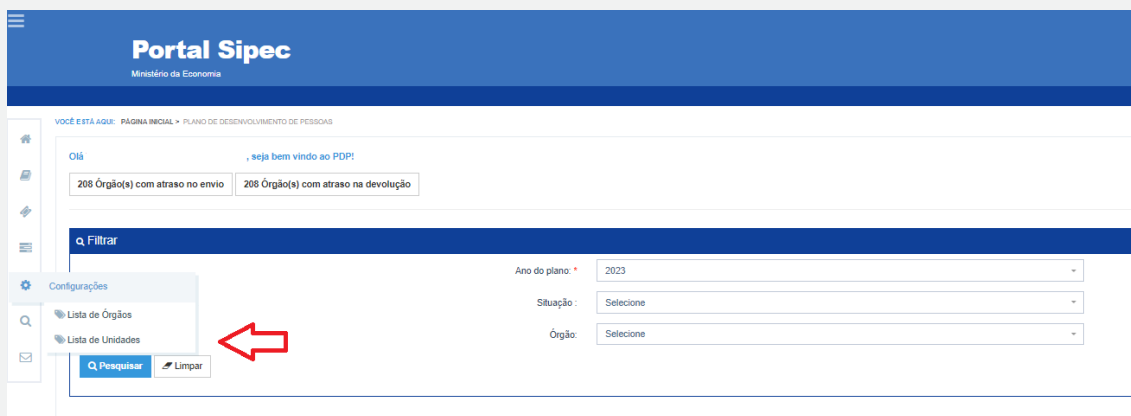 Portal Sipec
Ministério da Economia
VOCÊ ESTÁ AQUI: PÁGINA INICIAL > PLANO DE DESENVOLVIMENTO DE PESSOAS
Olá , seja bem vindo ao PDP!
208 Órgão(s) com atraso no envio 208 Órgão(s) com atraso na devolução
Filtrar
Ano do plano: * 2023
Configurações
Situação : Selecione
Lista de Órgãos
Órgão: Selecione
Lista de Unidades
Pesquisar Limpar